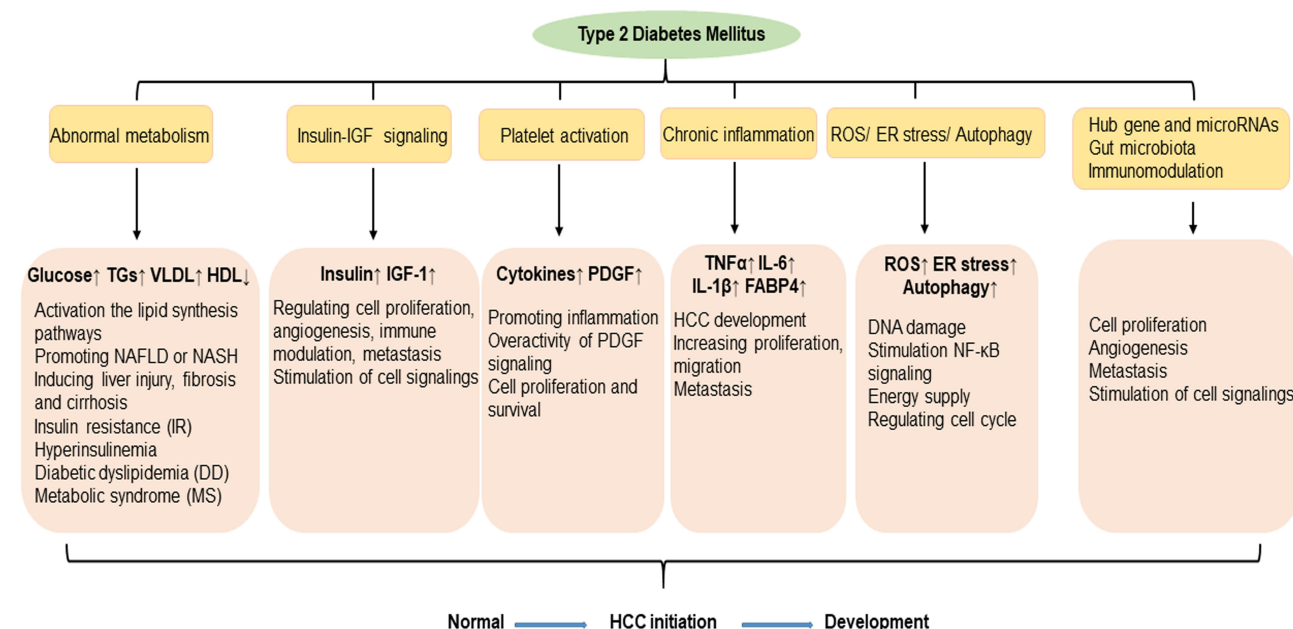 Type 2 Diabetes Mellitus
Abnormal metabolism
Insulin-IGF signaling
Platelet activation
Chronic inflammation
ROS/ ER stress/ Autophagy
Hub gene and microRNAs
Gut microbiota
Immunomodulation
Glucose↑ TGs↑ VLDL↑ HDL↓
Activation the lipid synthesis
pathways
Promoting NAFLD or NASH
Inducing liver injury, fibrosis
and cirrhosis
Insulin resistance (IR)
Hyperinsulinemia
Diabetic dyslipidemia (DD)
Metabolic syndrome (MS)
Insulin↑ IGF-1↑
Regulating cell proliferation,
angiogenesis, immune
modulation, metastasis
Stimulation of cell signalings
Cytokines↑ PDGF↑
Promoting inflammation
Overactivity of PDGF
signaling
Cell proliferation and
survival
TNFα↑ IL-6↑
IL-1β↑ FABP4↑
HCC development
Increasing proliferation,
migration
Metastasis
ROS↑ ER stress↑
Autophagy↑
DNA damage
Stimulation NF-κB
signaling
Energy supply
Regulating cell cycle
Cell proliferation
Angiogenesis
Metastasis
Stimulation of cell signalings
Normal
HCC initiation
Development